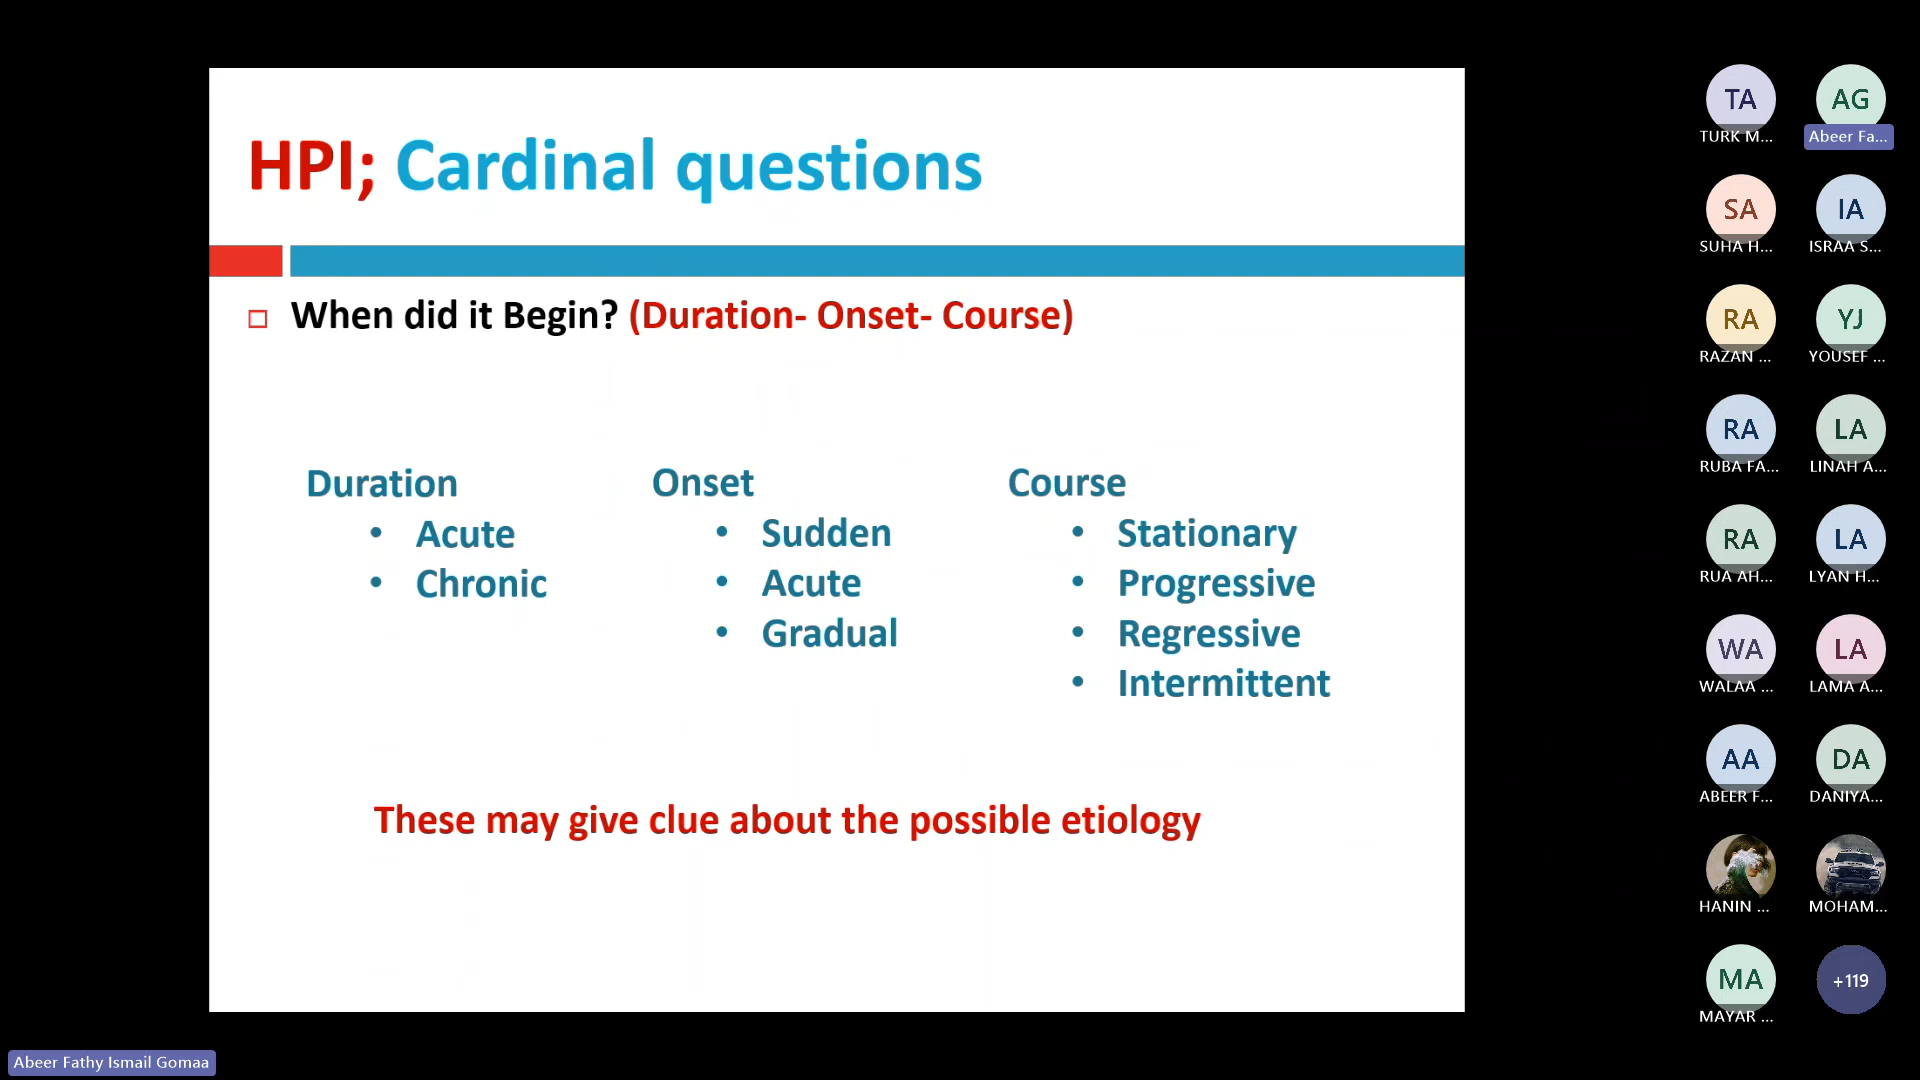 HPI; Cardinal questions
When did it Begin? (Duration- Onset- Course)
Duration
• Acute
• Chronic
Onset
• Sudden
• Acute
• Gradual
Course
• Stationary
• Progressive
• Regressive
• Intermittent
These may give clue about the possible etiology
TA
TURK M...
AG
Abeer Fa...
SA
SUHA H...
IA
ISRAA S...
RA
RAZAN ...
YJ
YOUSEF ...
RA
RUBA FA...
LA
LINAH A...
RA
RUA AH...
LA
LYAN H...
WA
WALAA ...
LA
LAMA A...
AA
ABEER F...
DA
DANIYA...
HANIN ...
MOHAM...
MA
MAYAR ...
+119
Abeer Fathy Ismail Gomaa